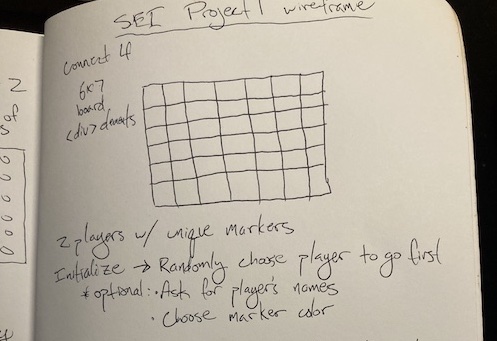 SEI Project 1 wireframe
connect 4
6x7
board
<div> elements
2 players w/ unique markers
Initialize → Randomly choose player to go first
* optional: · Ask for player's names
· Choose marker color
2
of